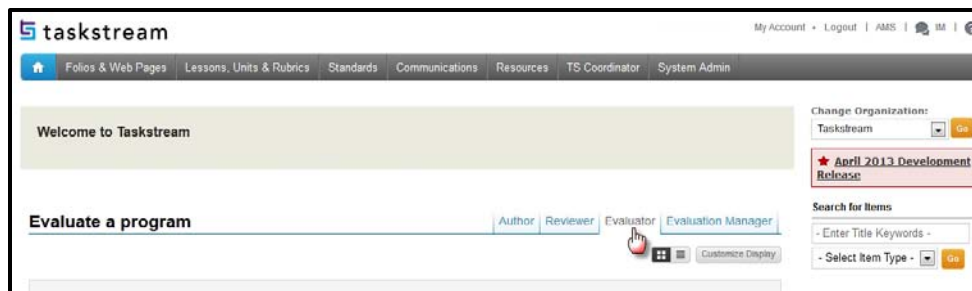 taskstream
My Account • Logout | AMS | IM |
Folios & Web Pages Lessons, Units & Rubrics Standards Communications Resources TS Coordinator System Admin
Welcome to Taskstream
Change Organization:
Taskstream Go
★ April 2013 Development
Release
Evaluate a program
Author Reviewer Evaluator Evaluation Manager
Customize Display
Search for Items
- Enter Title Keywords -
- Select Item Type - Go